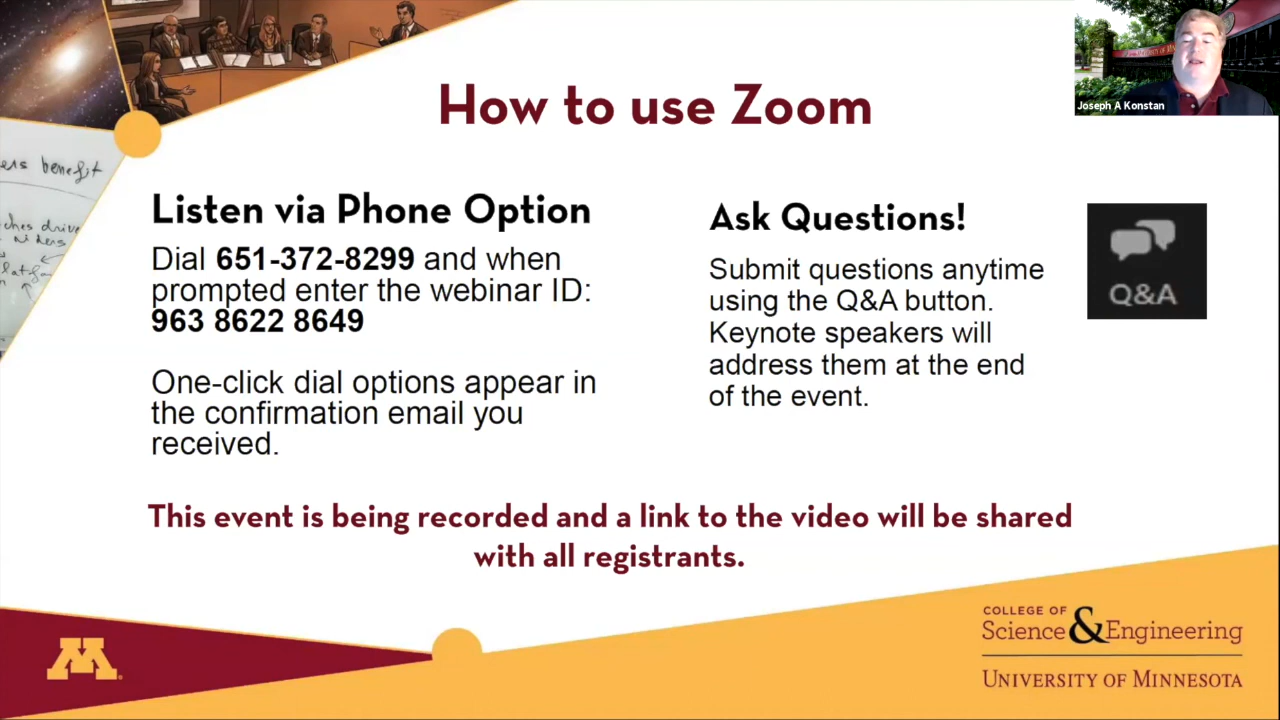 How to use Zoom
Joseph A Konstan
ers benefit
Listen via Phone Option
Dial 651-372-8299 and when
prompted enter the webinar ID:
963 8622 8649
One-click dial options appear in
the confirmation email you
received.
Ask Questions!
Submit questions anytime
using the Q&A button.
Keynote speakers will
address them at the end
of the event.
Q&A
This event is being recorded and a link to the video will be shared
with all registrants.
M
COLLEGE OF
Science & Engineering
UNIVERSITY OF MINNESOTA